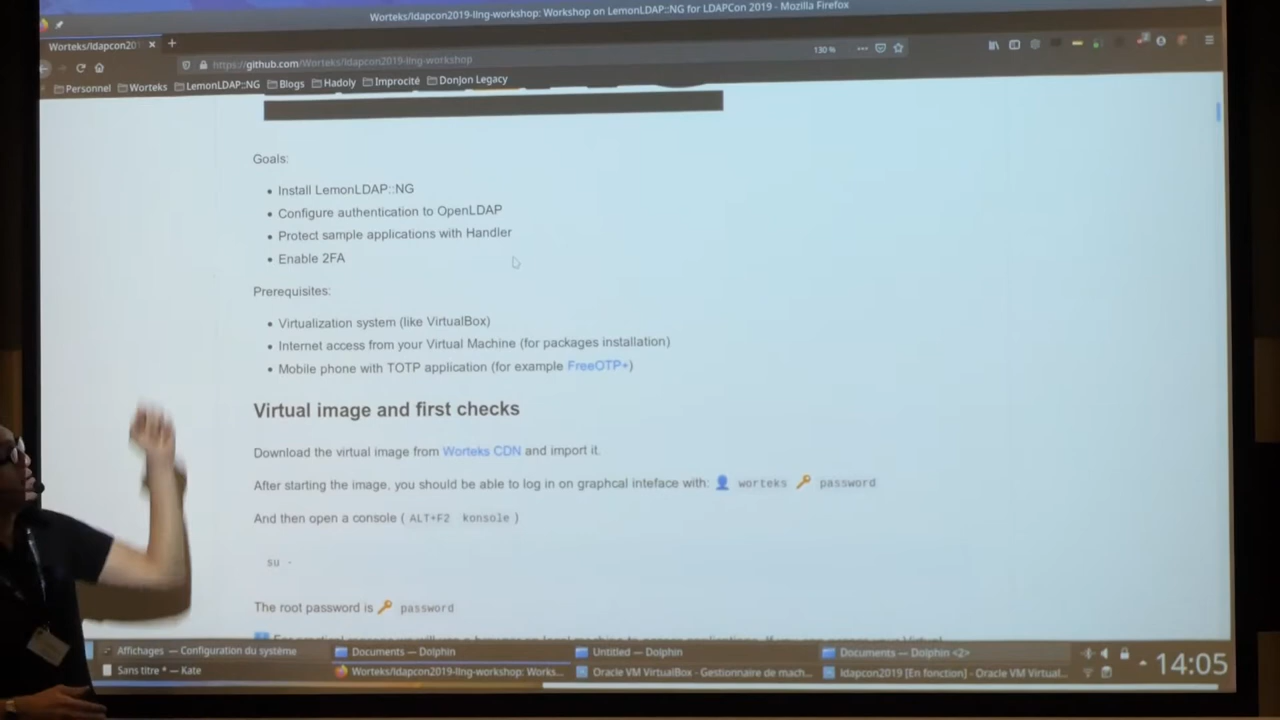 Worteks/ldapcon2019-llng-workshop: Workshop on LemonLDAP::NG for LDAPCon 2019 - Mozilla Firefox
Worteks/ldapcon201
https://github.com/Worteks/ldapcon2019-llng-workshop
130 %
Personnel Worteks LemonLDAP::NG Blogs Hadoly Improcité DonJon Legacy
Goals:
• Install LemonLDAP::NG
• Configure authentication to OpenLDAP
• Protect sample applications with Handler
• Enable 2FA
Prerequisites:
• Virtualization system (like VirtualBox)
• Internet access from your Virtual Machine (for packages installation)
• Mobile phone with TOTP application (for example FreeOTP+)
Virtual image and first checks
Download the virtual image from Worteks CDN and import it.
After starting the image, you should be able to log in on graphcal inteface with: worteks password
And then open a console ( ALT+F2 konsole )
su -
The root password is password
Affichages — Configuration du système Documents — Dolphin Untitled — Dolphin Documents — Dolphin <2>
Sans titre * — Kate Worteks/ldapcon2019-llng-workshop: Works... Oracle VM VirtualBox - Gestionnaire de mach... ldapcon2019 [En fonction] - Oracle VM Virtual...
14:05